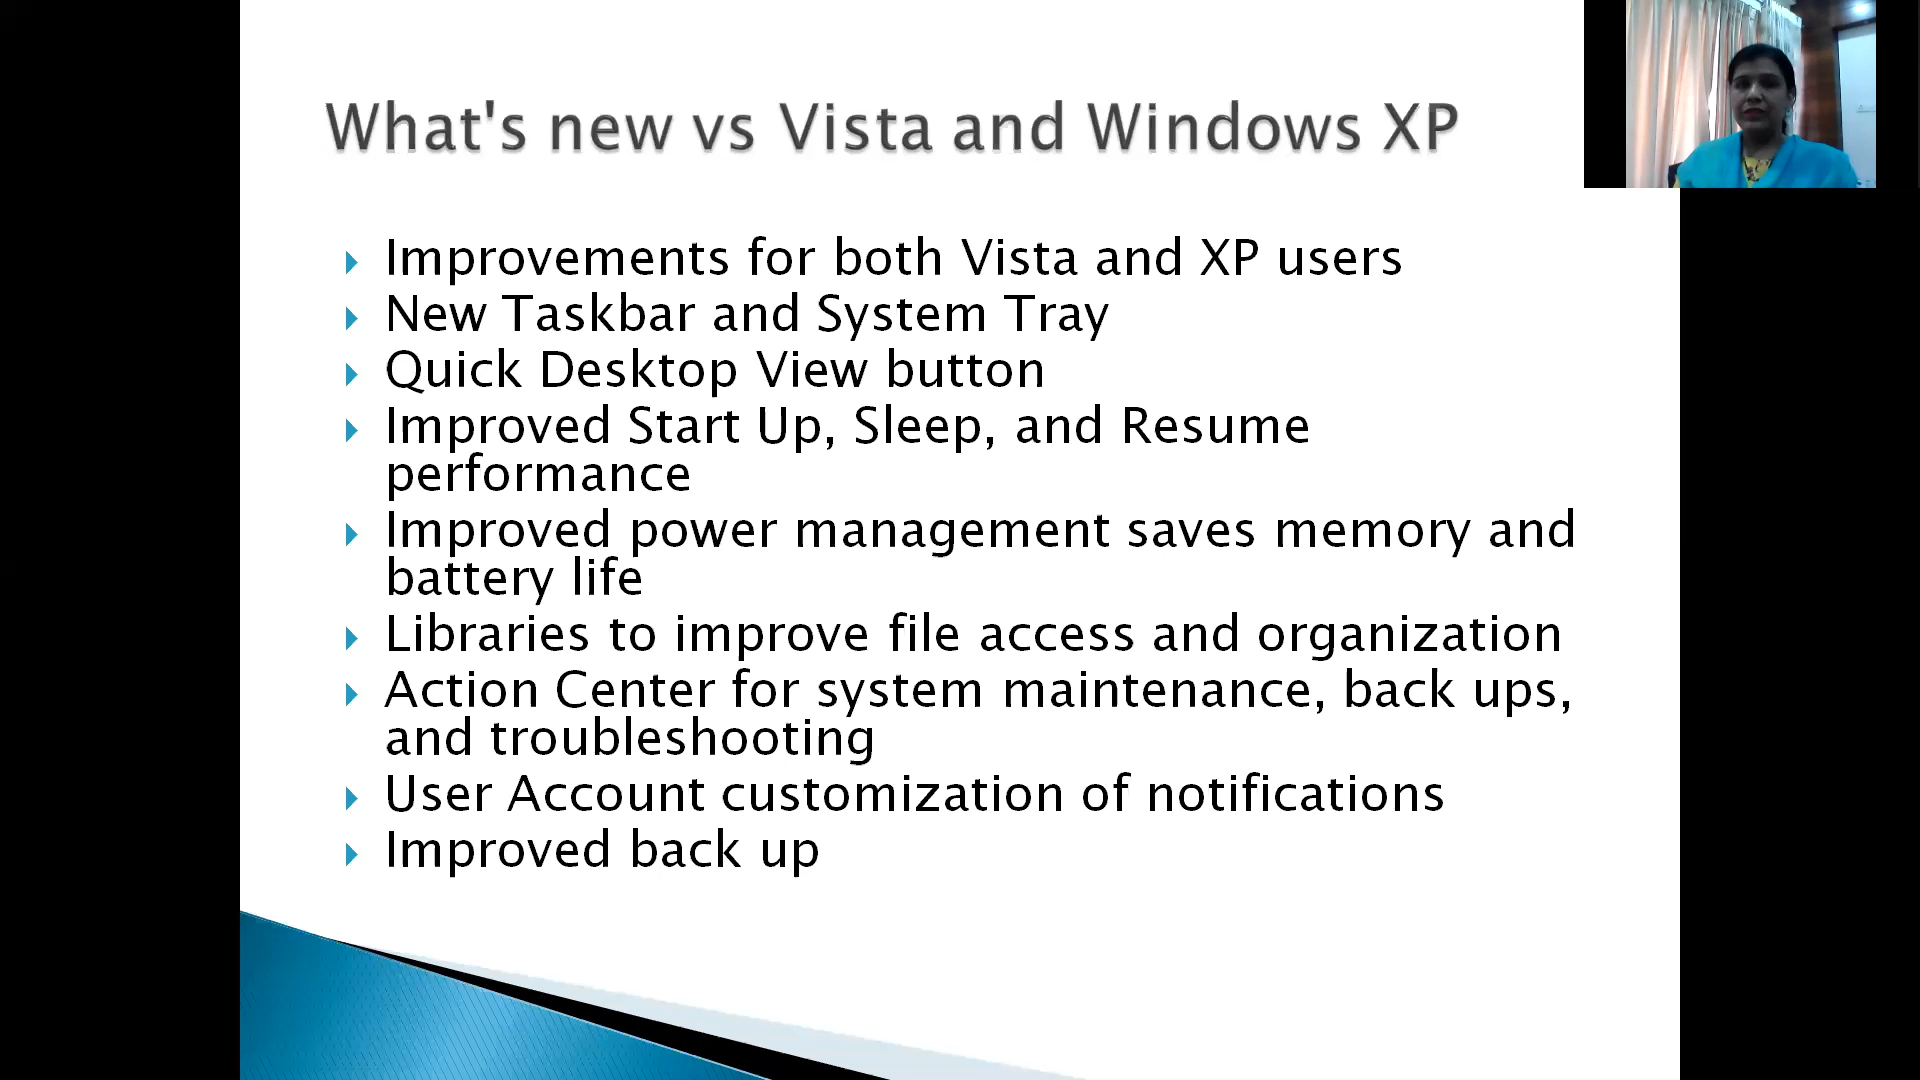 What's new vs Vista and Windows XP
Improvements for both Vista and XP users
New Taskbar and System Tray
Quick Desktop View button
Improved Start Up, Sleep, and Resume
performance
Improved power management saves memory and
battery life
Libraries to improve file access and organization
Action Center for system maintenance, back ups,
and troubleshooting
User Account customization of notifications
Improved back up